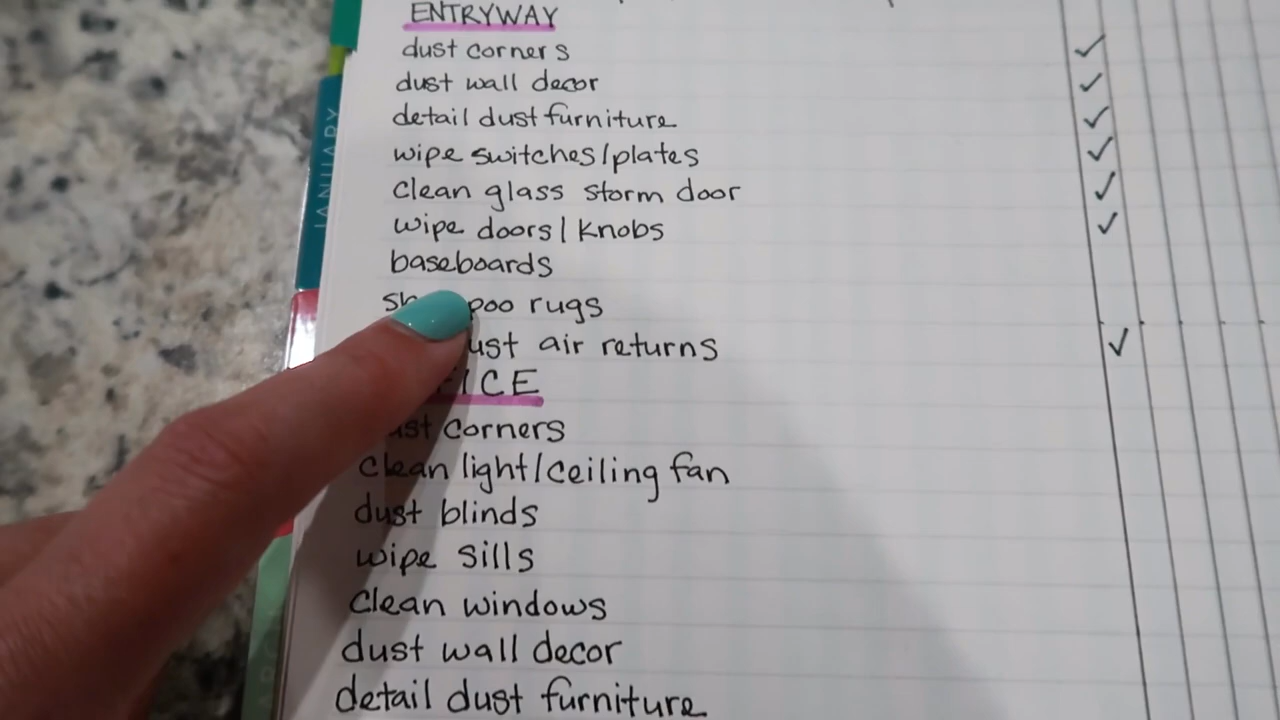 ENTRYWAY
dust corners
dust wall decor
detail dust furniture
wipe switches/plates
clean glass storm door
wipe doors/knobs
baseboards
rugs
air returns
corners
clean light/ceiling fan
dust blinds
wipe sills
clean windows
dust wall decor
detail dust furniture
JANUARY